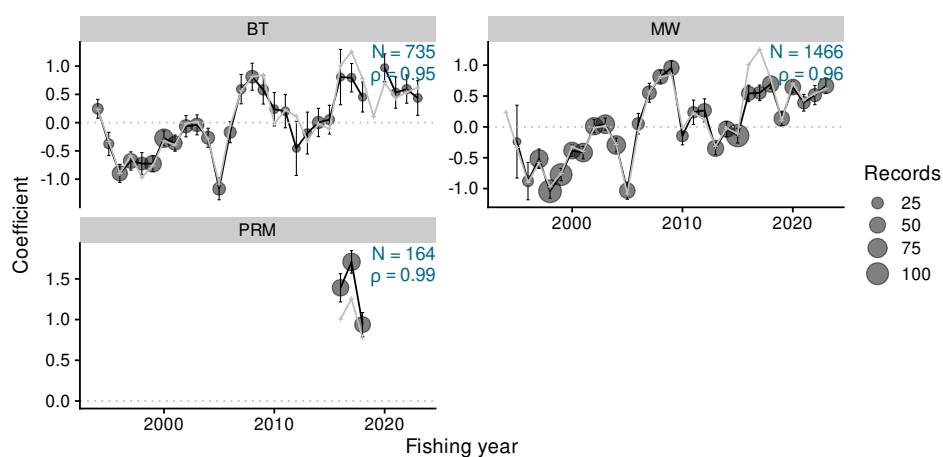 BT
N = 735
ρ = 0.95
1.0
0.5
0.0
-0.5
-1.0
MW
N = 1466
ρ = 0.96
1.0
0.5
0.0
-0.5
-1.0
2000 2010 2020
PRM
N = 164
ρ = 0.99
1.5
1.0
0.5
0.0
2000 2010 2020
Coefficient
Fishing year
Records
25
50
75
100